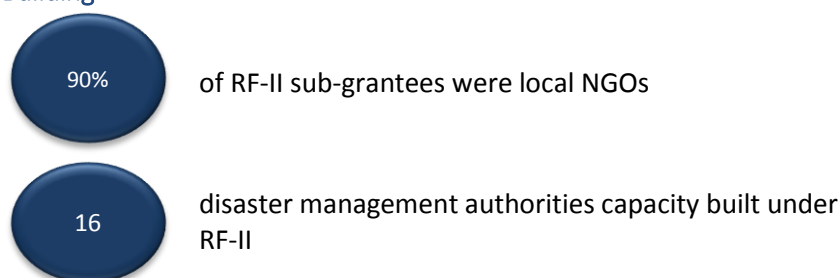 90%
of RF-II sub-grantees were local NGOs
16
disaster management authorities capacity built under
RF-II